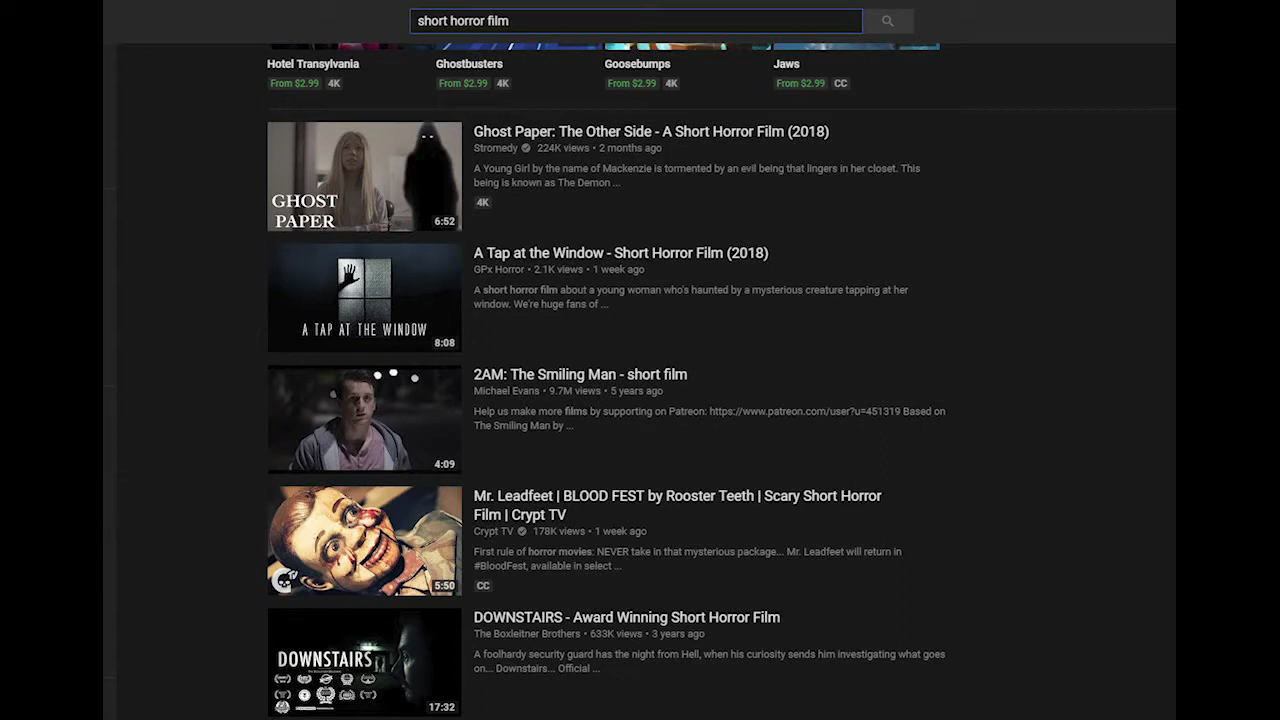 short horror film
Hotel Transylvania
Ghostbusters
Goosebumps
Jaws
From $2.99 4K
From $2.99 4K
From $2.99 4K
From $2.99 CC
GHOST
PAPER
6:52
Ghost Paper: The Other Side - A Short Horror Film (2018)
Stromedy 224K views • 2 months ago
A Young Girl by the name of Mackenzie is tormented by an evil being that lingers in her closet. This
being is known as The Demon ...
4K
A TAP AT THE WINDOW
8:08
A Tap at the Window - Short Horror Film (2018)
GPx Horror • 2.1K views • 1 week ago
A short horror film about a young woman who's haunted by a mysterious creature tapping at her
window. We're huge fans of ...
4:09
2AM: The Smiling Man - short film
Michael Evans • 9.7M views • 5 years ago
Help us make more films by supporting on Patreon: https://www.patreon.com/user?u=451319 Based on
The Smiling Man by ...
5:50
Mr. Leadfeet | BLOOD FEST by Rooster Teeth | Scary Short Horror
Film | Crypt TV
Crypt TV 178K views • 1 week ago
First rule of horror movies: NEVER take in that mysterious package... Mr. Leadfeet will return in
#BloodFest, available in select ...
CC
DOWNSTAIRS
17:32
DOWNSTAIRS - Award Winning Short Horror Film
The Boxleitner Brothers • 633K views • 3 years ago
A foolhardy security guard has the night from Hell, when his curiosity sends him investigating what goes
on... Downstairs... Official ...